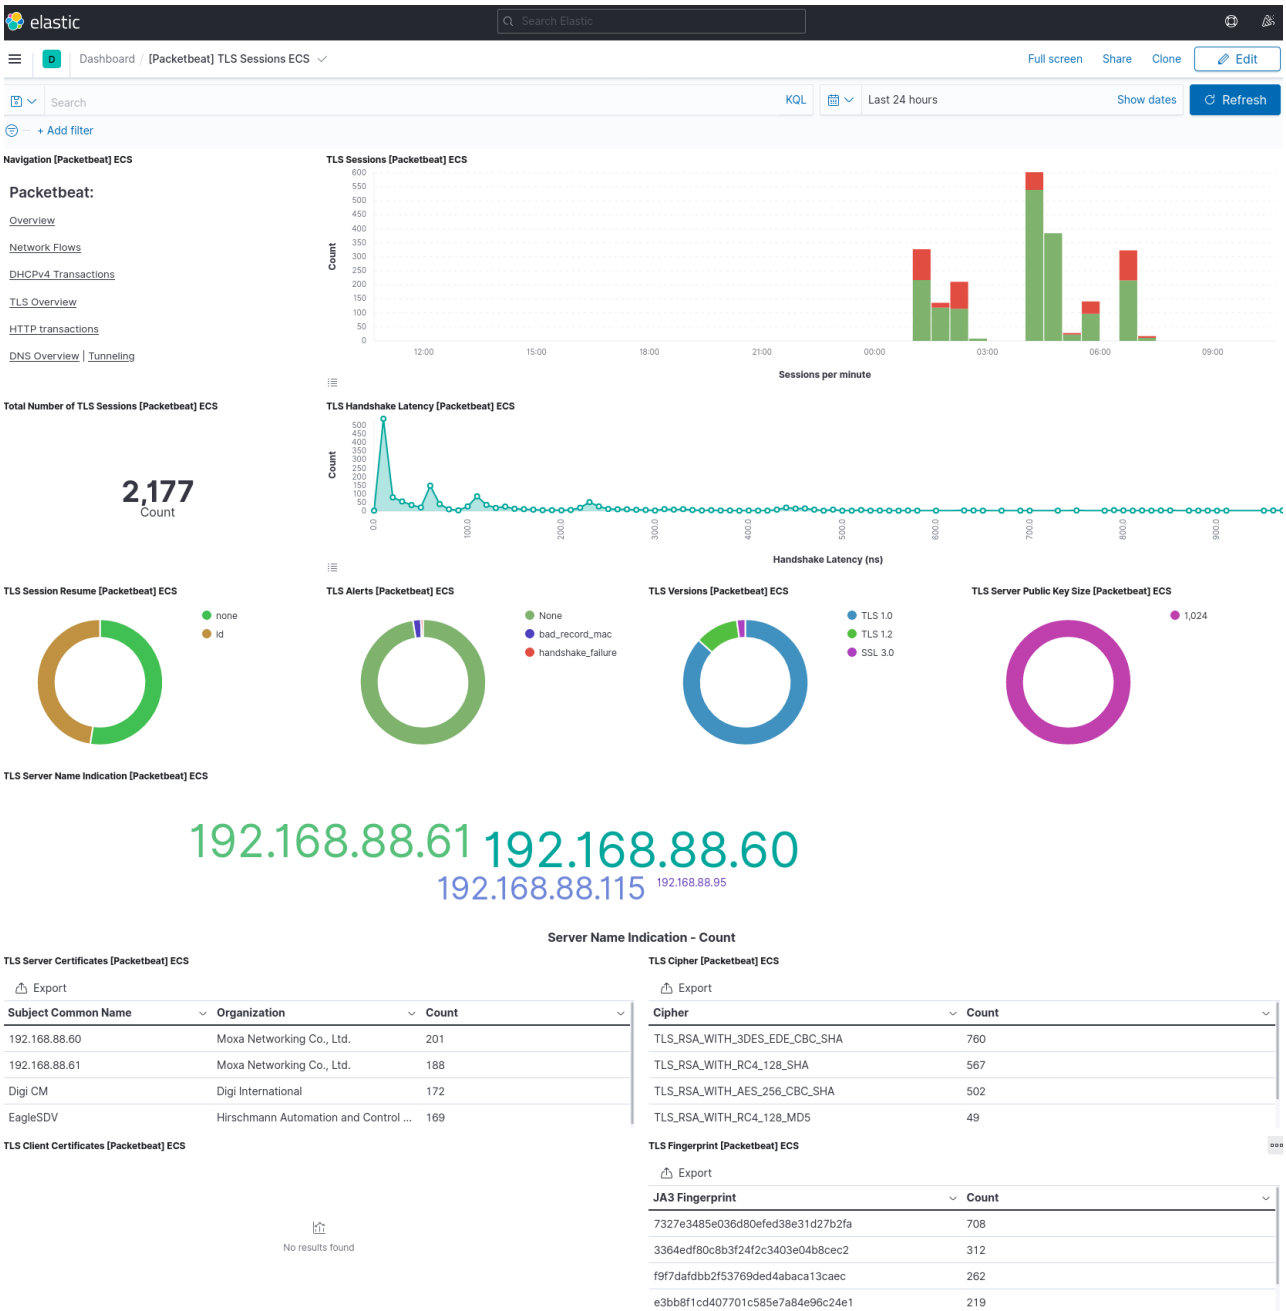 elastic
Search Elastic
D Dashboard / [Packetbeat] TLS Sessions ECS Full screen Share Clone Edit
Search KQL Last 24 hours Show dates Refresh
+ Add filter
Navigation [Packetbeat] ECS
Packetbeat:
Overview
Network Flows
DHCPv4 Transactions
TLS Overview
HTTP transactions
DNS Overview | Tunneling
TLS Sessions [Packetbeat] ECS
600
550
500
450
400
350
300
250
200
150
100
50
0
Count
12:00 15:00 18:00 21:00 00:00 03:00 06:00 09:00
Sessions per minute
Total Number of TLS Sessions [Packetbeat] ECS
2,177
Count
TLS Handshake Latency [Packetbeat] ECS
500
450
400
350
300
250
200
150
100
50
0
Count
0.0 100.0 200.0 300.0 400.0 500.0 600.0 700.0 800.0 900.0
Handshake Latency (ns)
TLS Session Resume [Packetbeat] ECS
none
id
TLS Alerts [Packetbeat] ECS
None
bad_record_mac
handshake_failure
TLS Versions [Packetbeat] ECS
TLS 1.0
TLS 1.2
SSL 3.0
TLS Server Public Key Size [Packetbeat] ECS
1,024
TLS Server Name Indication [Packetbeat] ECS
192.168.88.61 192.168.88.60
192.168.88.115 192.168.88.95
Server Name Indication - Count
TLS Server Certificates [Packetbeat] ECS
Export
Subject Common Name Organization Count
192.168.88.60 Moxa Networking Co., Ltd. 201
192.168.88.61 Moxa Networking Co., Ltd. 188
Digi CM Digi International 172
EagleSDV Hirschmann Automation and Control ... 169
TLS Cipher [Packetbeat] ECS
Export
Cipher Count
TLS_RSA_WITH_3DES_EDE_CBC_SHA 760
TLS_RSA_WITH_RC4_128_SHA 567
TLS_RSA_WITH_AES_256_CBC_SHA 502
TLS_RSA_WITH_RC4_128_MD5 49
TLS Client Certificates [Packetbeat] ECS
No results found
TLS Fingerprint [Packetbeat] ECS
Export
JA3 Fingerprint Count
7327e3485e036d80efed38e31d27b2fa 708
3364edf80c8b3f24f2c3403e04b8cec2 312
f9f7dafdbb2f53769ded4abaca13caec 262
e3bb8f1cd407701c585e7a84e96c24e1 219